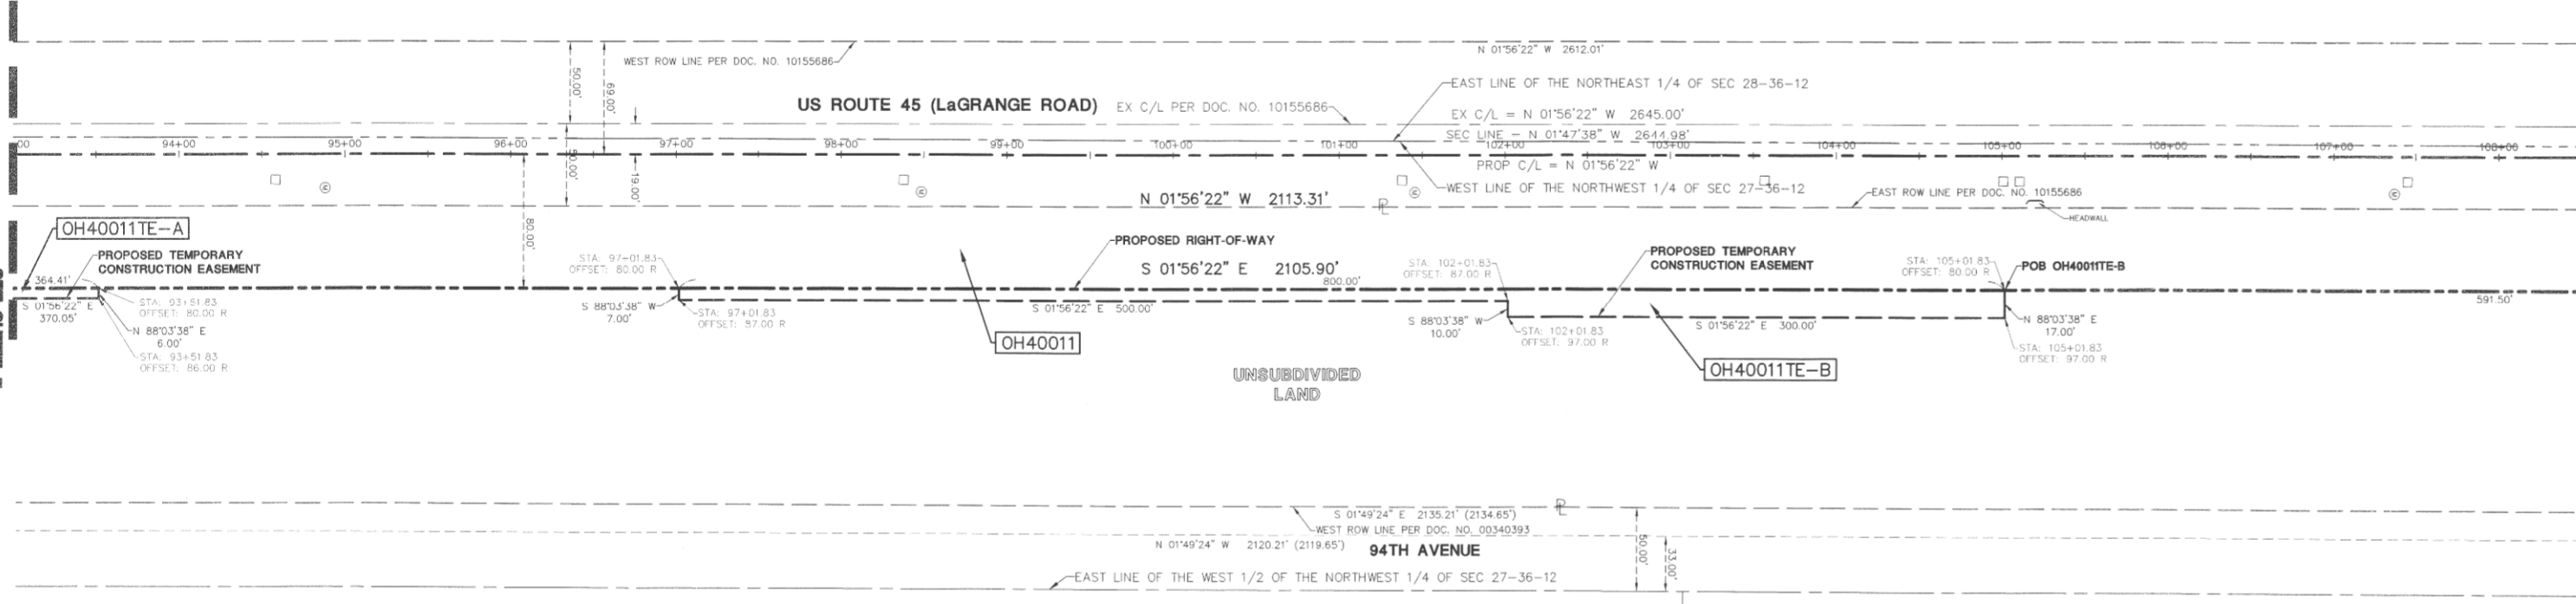 N 01°56'22" W 2612.01'
WEST ROW LINE PER DOC. NO. 10155686
50.00'
69.00'
EAST LINE OF THE NORTHEAST 1/4 OF SEC 28-36-12
US ROUTE 45 (LaGRANGE ROAD)
EX C/L PER DOC. NO. 10155686
EX C/L = N 01°56'22" W 2645.00'
SEC LINE - N 01°47'38" W 2644.98'
00
94+00
95+00
96+00
97+00
98+00
99+00
100+00
101+00
102+00
103+00
104+00
105+00
106+00
107+00
108+00
PROP C/L = N 01°56'22" W
50.00'
19.00'
WEST LINE OF THE NORTHWEST 1/4 OF SEC 27-36-12
N 01°56'22" W 2113.31'
PL
EAST ROW LINE PER DOC. NO. 10155686
HEADWALL
80.00'
OH40011TE-A
PROPOSED TEMPORARY
CONSTRUCTION EASEMENT
364.41'
S 01°56'22" E
370.05'
STA: 93+51.83
OFFSET: 80.00 R
N 88°03'38" E
6.00'
STA: 93+51.83
OFFSET: 86.00 R
STA: 97+01.83
OFFSET: 80.00 R
S 88°03'38" W
7.00'
STA: 97+01.83
OFFSET: 87.00 R
PROPOSED RIGHT-OF-WAY
S 01°56'22" E 2105.90'
800.00'
S 01°56'22" E 500.00'
OH40011
STA: 102+01.83
OFFSET: 87.00 R
S 88°03'38" W
10.00'
STA: 102+01.83
OFFSET: 97.00 R
PROPOSED TEMPORARY
CONSTRUCTION EASEMENT
S 01°56'22" E 300.00'
OH40011TE-B
STA: 105+01.83
OFFSET: 80.00 R
POB OH40011TE-B
N 88°03'38" E
17.00'
STA: 105+01.83
OFFSET: 97.00 R
591.50'
UNSUBDIVIDED
LAND
PL
S 01°49'24" E 2135.21' (2134.65')
WEST ROW LINE PER DOC. NO. 00340393
N 01°49'24" W 2120.21' (2119.65')
94TH AVENUE
50.00'
33.00'
EAST LINE OF THE WEST 1/2 OF THE NORTHWEST 1/4 OF SEC 27-36-12